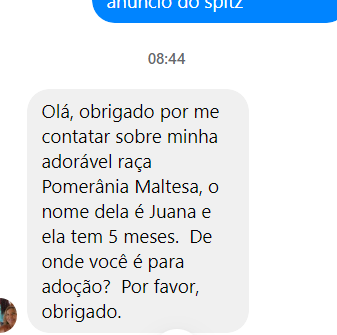 anúncio do spitz
08:44
Olá, obrigado por me
contatar sobre minha
adorável raça
Pomerânia Maltesa, o
nome dela é Juana e
ela tem 5 meses.  De
onde você é para
adoção?  Por favor,
obrigado.